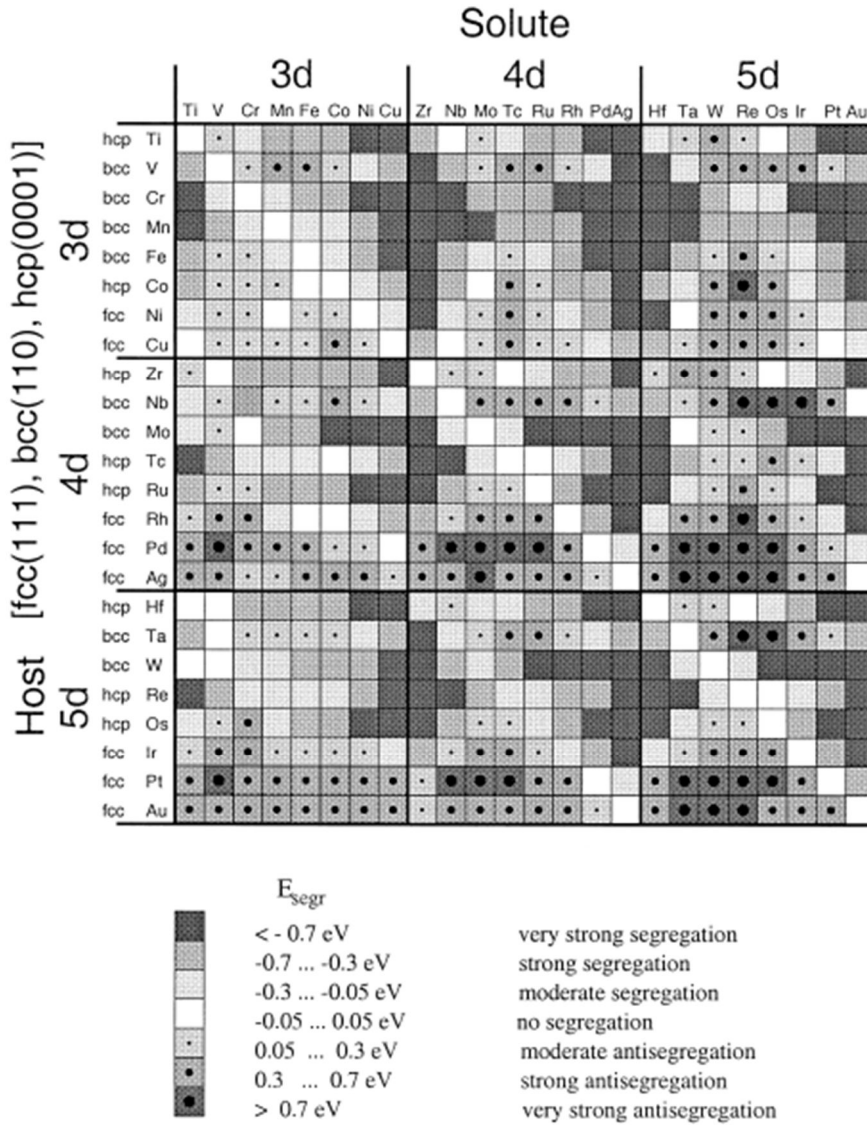 Solute
3d 4d 5d
Ti V Cr Mn Fe Co Ni Cu Zr Nb Mo Tc Ru Rh Pd Ag Hf Ta W Re Os Ir Pt Au
Host [fcc(111), bcc(110), hcp(0001)]
3d
hcp Ti
bcc V
bcc Cr
bcc Mn
bcc Fe
hcp Co
fcc Ni
fcc Cu
4d
hcp Zr
bcc Nb
bcc Mo
hcp Tc
hcp Ru
fcc Rh
fcc Pd
fcc Ag
5d
hcp Hf
bcc Ta
bcc W
hcp Re
hcp Os
fcc Ir
fcc Pt
fcc Au
Esegr
< - 0.7 eV very strong segregation
-0.7 ... -0.3 eV strong segregation
-0.3 ... -0.05 eV moderate segregation
-0.05 ... 0.05 eV no segregation
0.05 ... 0.3 eV moderate antisegregation
0.3 ... 0.7 eV strong antisegregation
> 0.7 eV very strong antisegregation